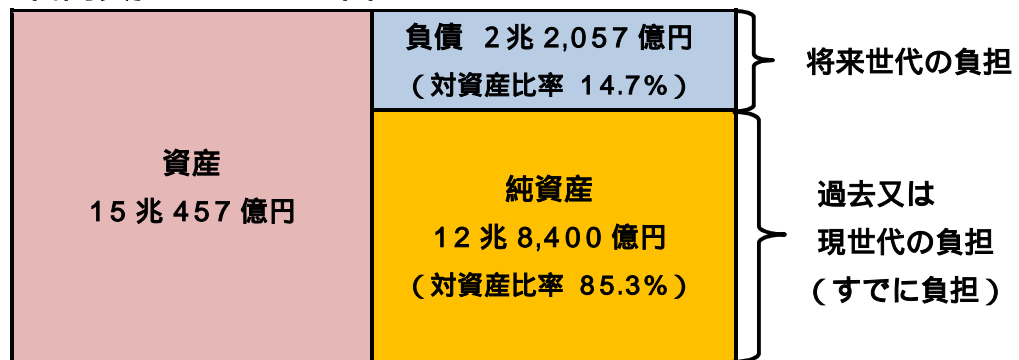 資産
15兆457億円
負債 2兆2,057億円
(対資産比率 14.7%)
純資産
12兆8,400億円
(対資産比率 85.3%)
将来世代の負担
過去又は
現世代の負担
(すでに負担)